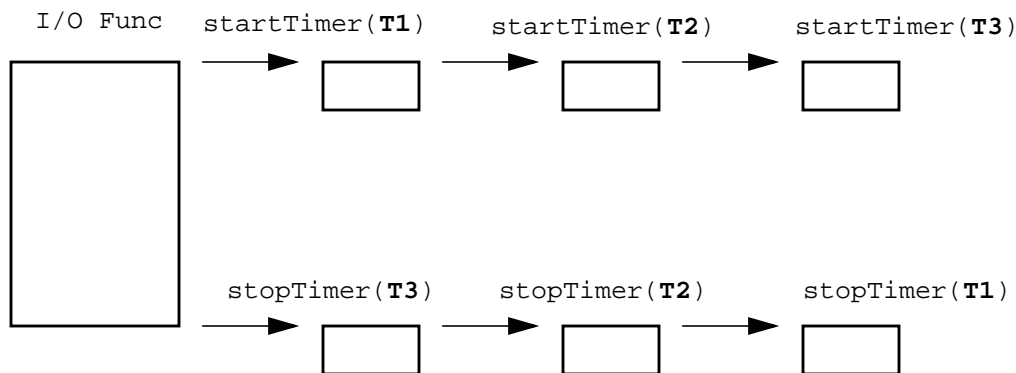 I/O Func
startTimer(T1)
startTimer(T2)
startTimer(T3)
stopTimer(T3)
stopTimer(T2)
stopTimer(T1)